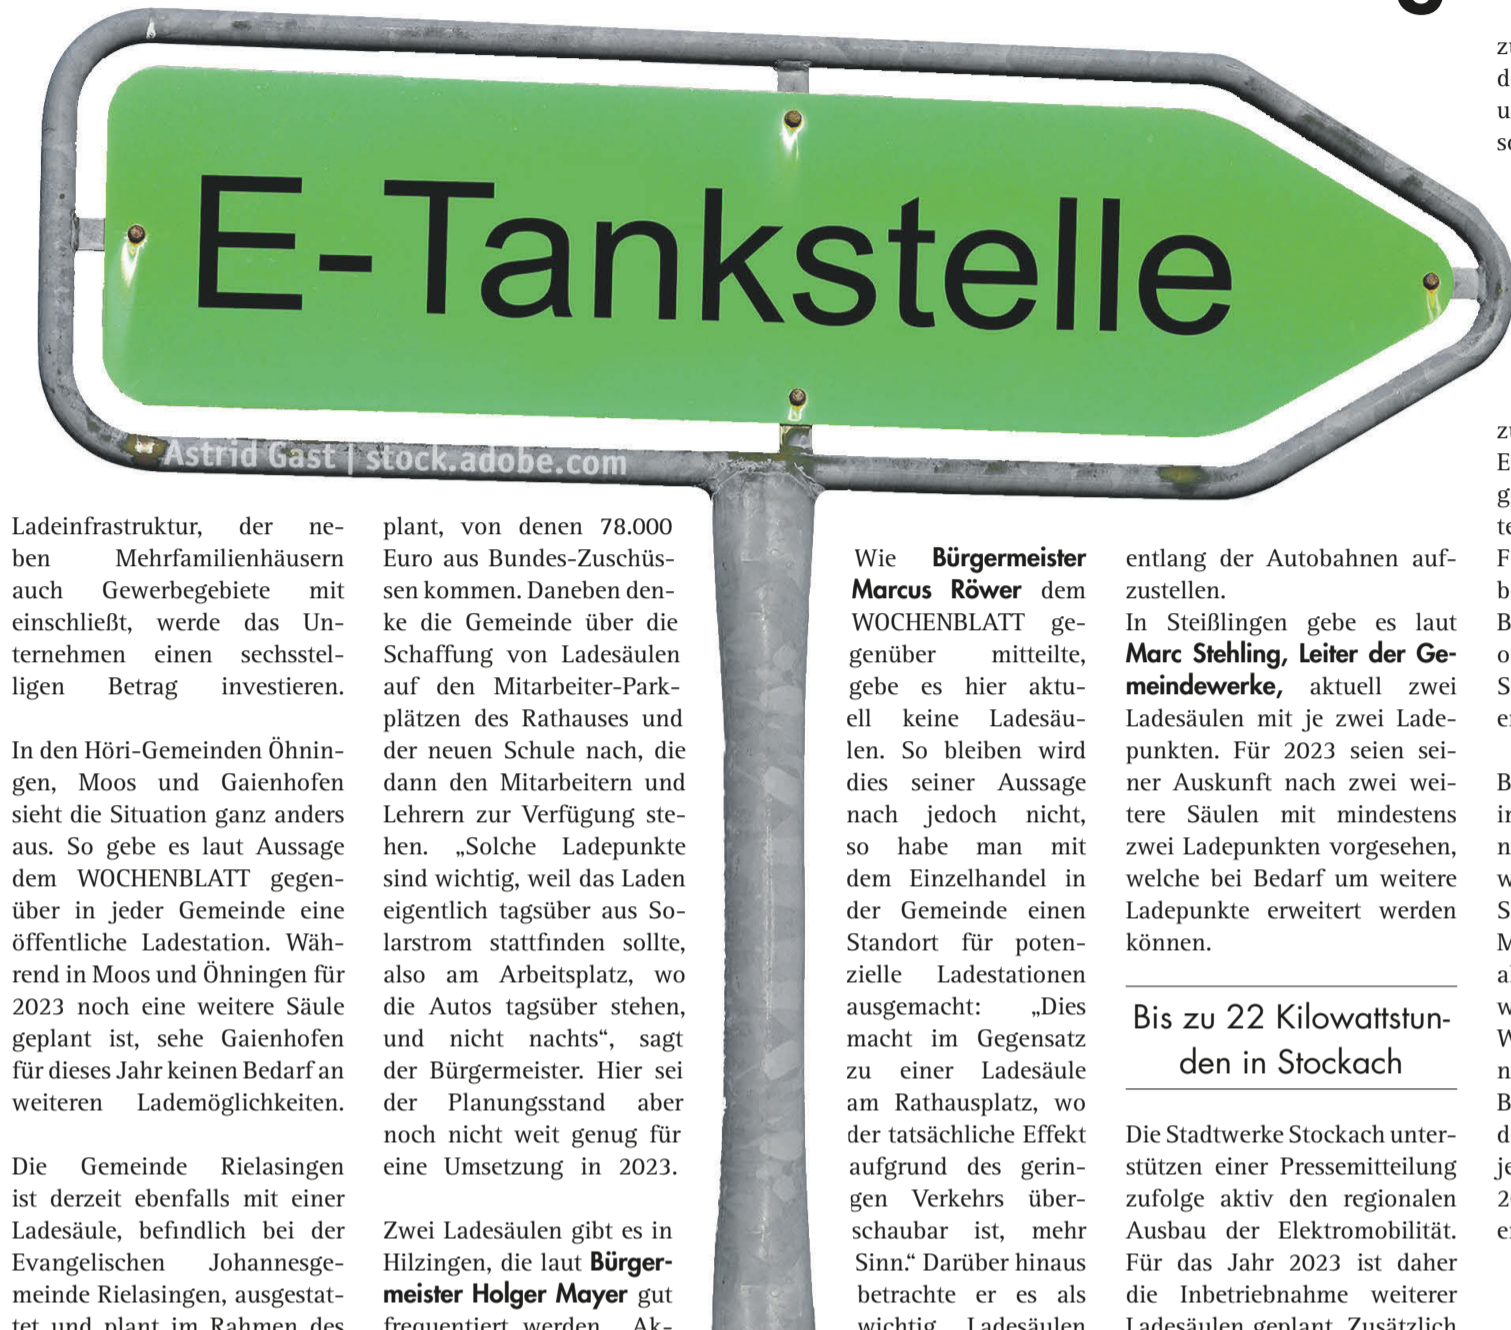 E-Tankstelle
Astrid Gast | stock.adobe.com
Ladeinfrastruktur, der ne-
ben Mehrfamilienhäusern
auch Gewerbegebiete mit
einschließt, werde das Un-
ternehmen einen sechsstel-
ligen Betrag investieren.
In den Höri-Gemeinden Öhnin-
gen, Moos und Gaienhofen
sieht die Situation ganz anders
aus. So gebe es laut Aussage
dem WOCHENBLATT gegen-
über in jeder Gemeinde eine
öffentliche Ladestation. Wäh-
rend in Moos und Öhningen für
2023 noch eine weitere Säule
geplant ist, sehe Gaienhofen
für dieses Jahr keinen Bedarf an
weiteren Lademöglichkeiten.
Die Gemeinde Rielasingen
ist derzeit ebenfalls mit einer
Ladesäule, befindlich bei der
Evangelischen Johannesge-
meinde Rielasingen, ausgestat-
tet und plant im Rahmen des
plant, von denen 78.000
Euro aus Bundes-Zuschüs-
sen kommen. Daneben den-
ke die Gemeinde über die
Schaffung von Ladesäulen
auf den Mitarbeiter-Park-
plätzen des Rathauses und
der neuen Schule nach, die
dann den Mitarbeitern und
Lehrern zur Verfügung ste-
hen. „Solche Ladepunkte
sind wichtig, weil das Laden
eigentlich tagsüber aus So-
larstrom stattfinden sollte,
also am Arbeitsplatz, wo
die Autos tagsüber stehen,
und nicht nachts“, sagt
der Bürgermeister. Hier sei
der Planungsstand aber
noch nicht weit genug für
eine Umsetzung in 2023.
Zwei Ladesäulen gibt es in
Hilzingen, die laut Bürger-
meister Holger Mayer gut
frequentiert werden. Ak-
Wie Bürgermeister
Marcus Röwer dem
WOCHENBLATT ge-
genüber mitteilte,
gebe es hier aktu-
ell keine Ladesäu-
len. So bleiben wird
dies seiner Aussage
nach jedoch nicht,
so habe man mit
dem Einzelhandel in
der Gemeinde einen
Standort für poten-
zielle Ladestationen
ausgemacht: „Dies
macht im Gegensatz
zu einer Ladesäule
am Rathausplatz, wo
der tatsächliche Effekt
aufgrund des gerin-
gen Verkehrs über-
schaubar ist, mehr
Sinn.“ Darüber hinaus
betrachte er es als
wichtig, Ladesäulen
entlang der Autobahnen auf-
zustellen.
In Steißlingen gebe es laut
Marc Stehling, Leiter der Ge-
meindewerke, aktuell zwei
Ladesäulen mit je zwei Lade-
punkten. Für 2023 seien sei-
ner Auskunft nach zwei wei-
tere Säulen mit mindestens
zwei Ladepunkten vorgesehen,
welche bei Bedarf um weitere
Ladepunkte erweitert werden
können.
Bis zu 22 Kilowattstun-
den in Stockach
Die Stadtwerke Stockach unter-
stützen einer Pressemitteilung
zufolge aktiv den regionalen
Ausbau der Elektromobilität.
Für das Jahr 2023 ist daher
die Inbetriebnahme weiterer
Ladesäulen geplant. Zusätzlich